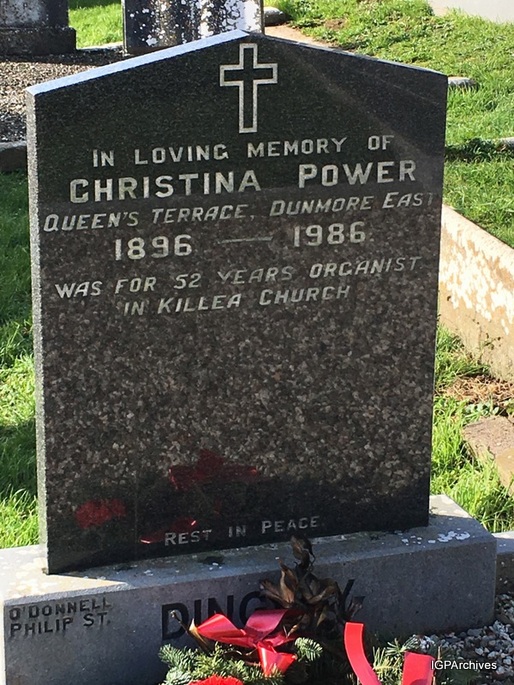 IN LOVING MEMORY OF
CHRISTINA POWER
QUEEN'S TERRACE, DUNMORE EAST
1896 — 1986
WAS FOR 52 YEARS ORGANIST
IN KILLEA CHURCH
REST IN PEACE
O'DONNELL
PHILIP ST.
IGPArchives